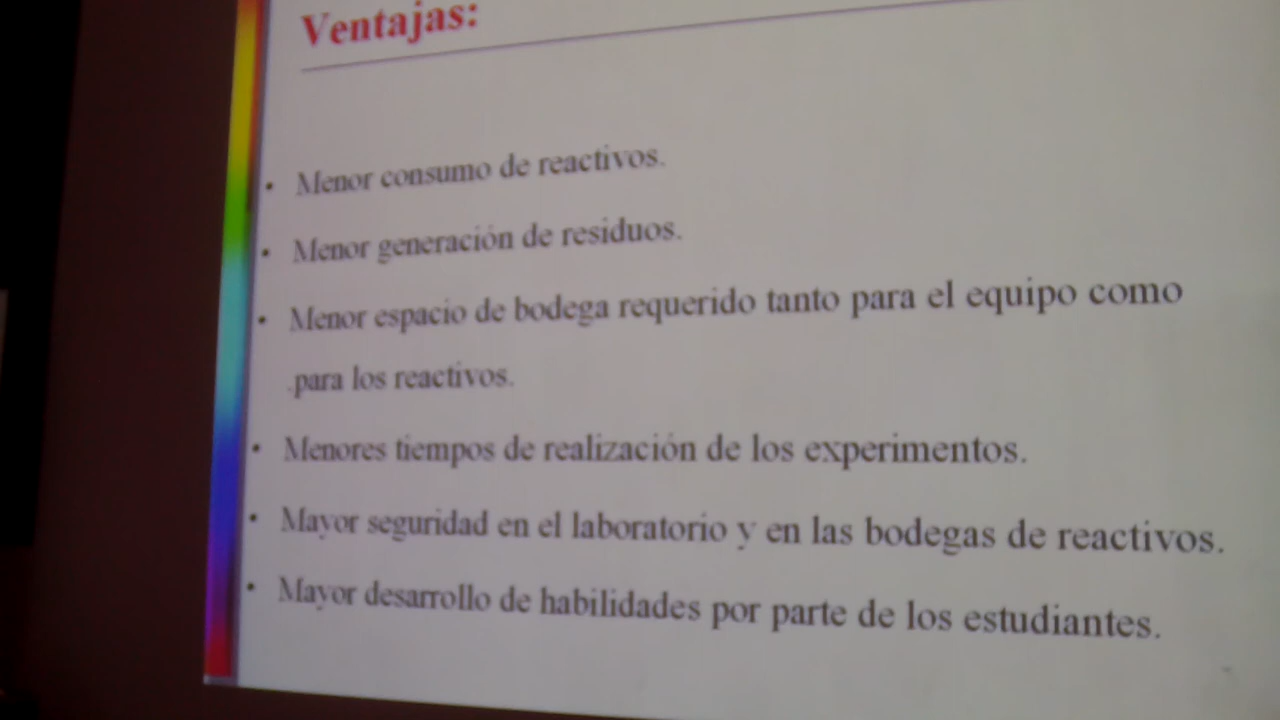 Ventajas:
• Menor consumo de reactivos.
• Menor generación de residuos.
• Menor espacio de bodega requerido tanto para el equipo como
.para los reactivos.
• Menores tiempos de realización de los experimentos.
• Mayor seguridad en el laboratorio y en las bodegas de reactivos.
• Mayor desarrollo de habilidades por parte de los estudiantes.